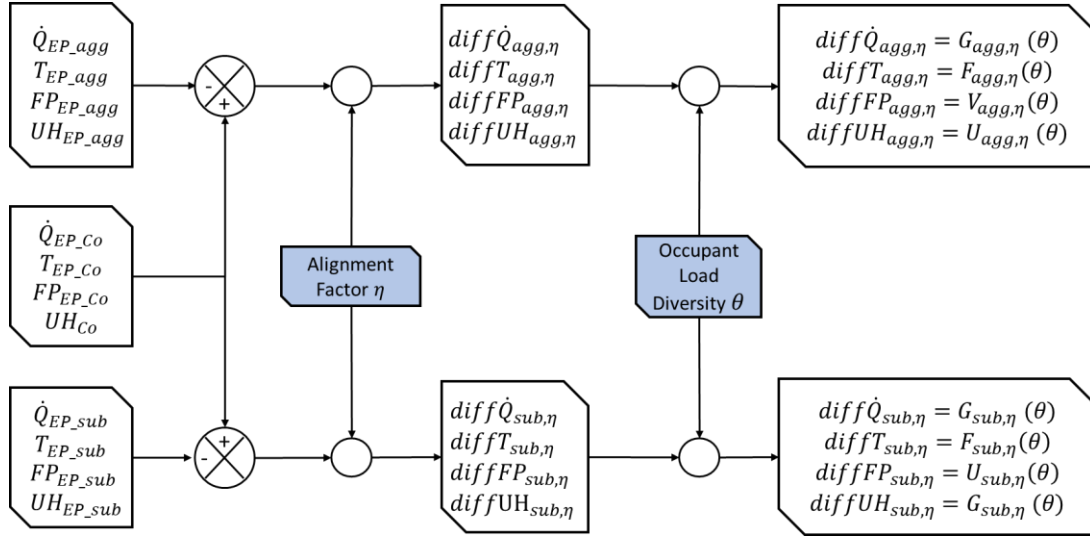 Q̇_EP_agg
T_EP_agg
FP_EP_agg
UH_EP_agg
-
+
diffQ̇_agg,η
diffT_agg,η
diffFP_agg,η
diffUH_agg,η
diffQ̇_agg,η = G_agg,η (θ)
diffT_agg,η = F_agg,η(θ)
diffFP_agg,η = V_agg,η(θ)
diffUH_agg,η = U_agg,η (θ)
Q̇_EP_Co
T_EP_Co
FP_EP_Co
UH_Co
Alignment
Factor η
Occupant
Load
Diversity θ
Q̇_EP_sub
T_EP_sub
FP_EP_sub
UH_EP_sub
+
-
diffQ̇_sub,η
diffT_sub,η
diffFP_sub,η
diffUH_sub,η
diffQ̇_sub,η = G_sub,η (θ)
diffT_sub,η = F_sub,η(θ)
diffFP_sub,η = U_sub,η(θ)
diffUH_sub,η = G_sub,η (θ)